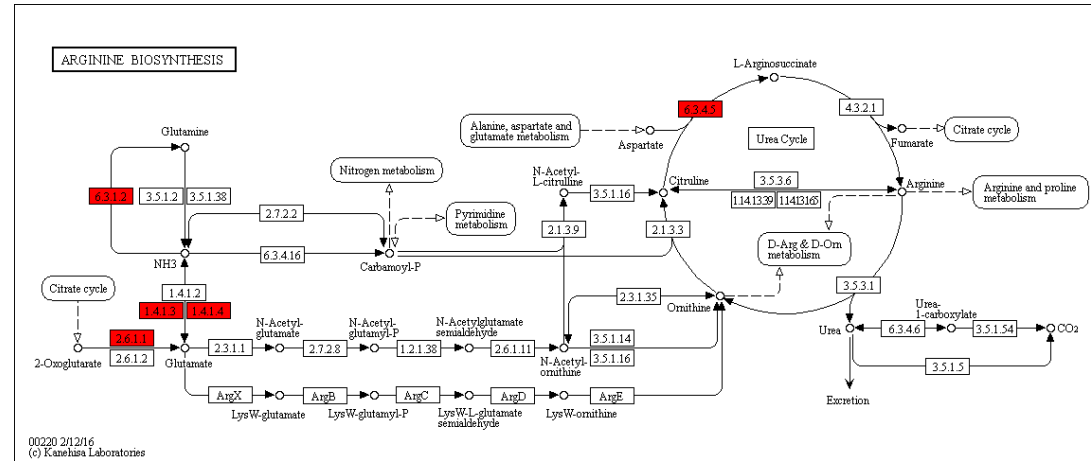 ARGININE BIOSYNTHESIS
L-Arginosuccinate
6.3.4.5
4.3.2.1
Alanine, aspartate and
glutamate metabolism
Aspartate
Urea Cycle
Fumarate
Citrate cycle
Glutamine
Nitrogen metabolism
N-Acetyl-
L-citrulline
3.5.1.16
Citruline
3.5.3.6
1.14.13.39
1.14.13.165
Arginine
Arginine and proline
metabolism
6.3.1.2
3.5.1.2
3.5.1.38
2.7.2.2
Pyrimidine
metabolism
2.1.3.9
2.1.3.3
D-Arg & D-Orn
metabolism
NH3
6.3.4.16
Carbamoyl-P
Citrate cycle
1.4.1.2
1.4.1.3
1.4.1.4
2.3.1.35
Ornithine
3.5.3.1
Urea-
1-carboxylate
Urea
6.3.4.6
3.5.1.54
CO2
3.5.1.5
Excretion
2-Oxoglutarate
2.6.1.1
2.6.1.2
Glutamate
2.3.1.1
N-Acetyl-
glutamate
2.7.2.8
N-Acetyl-
glutamyl-P
1.2.1.38
N-Acetylglutamate
semialdehyde
2.6.1.11
N-Acetyl-
ornithine
3.5.1.14
3.5.1.16
ArgX
LysW-glutamate
ArgB
LysW-glutamyl-P
ArgC
LysW-L-glutamate
semialdehyde
ArgD
LysW-ornithine
ArgE
00220 2/12/16
(c) Kanehisa Laboratories